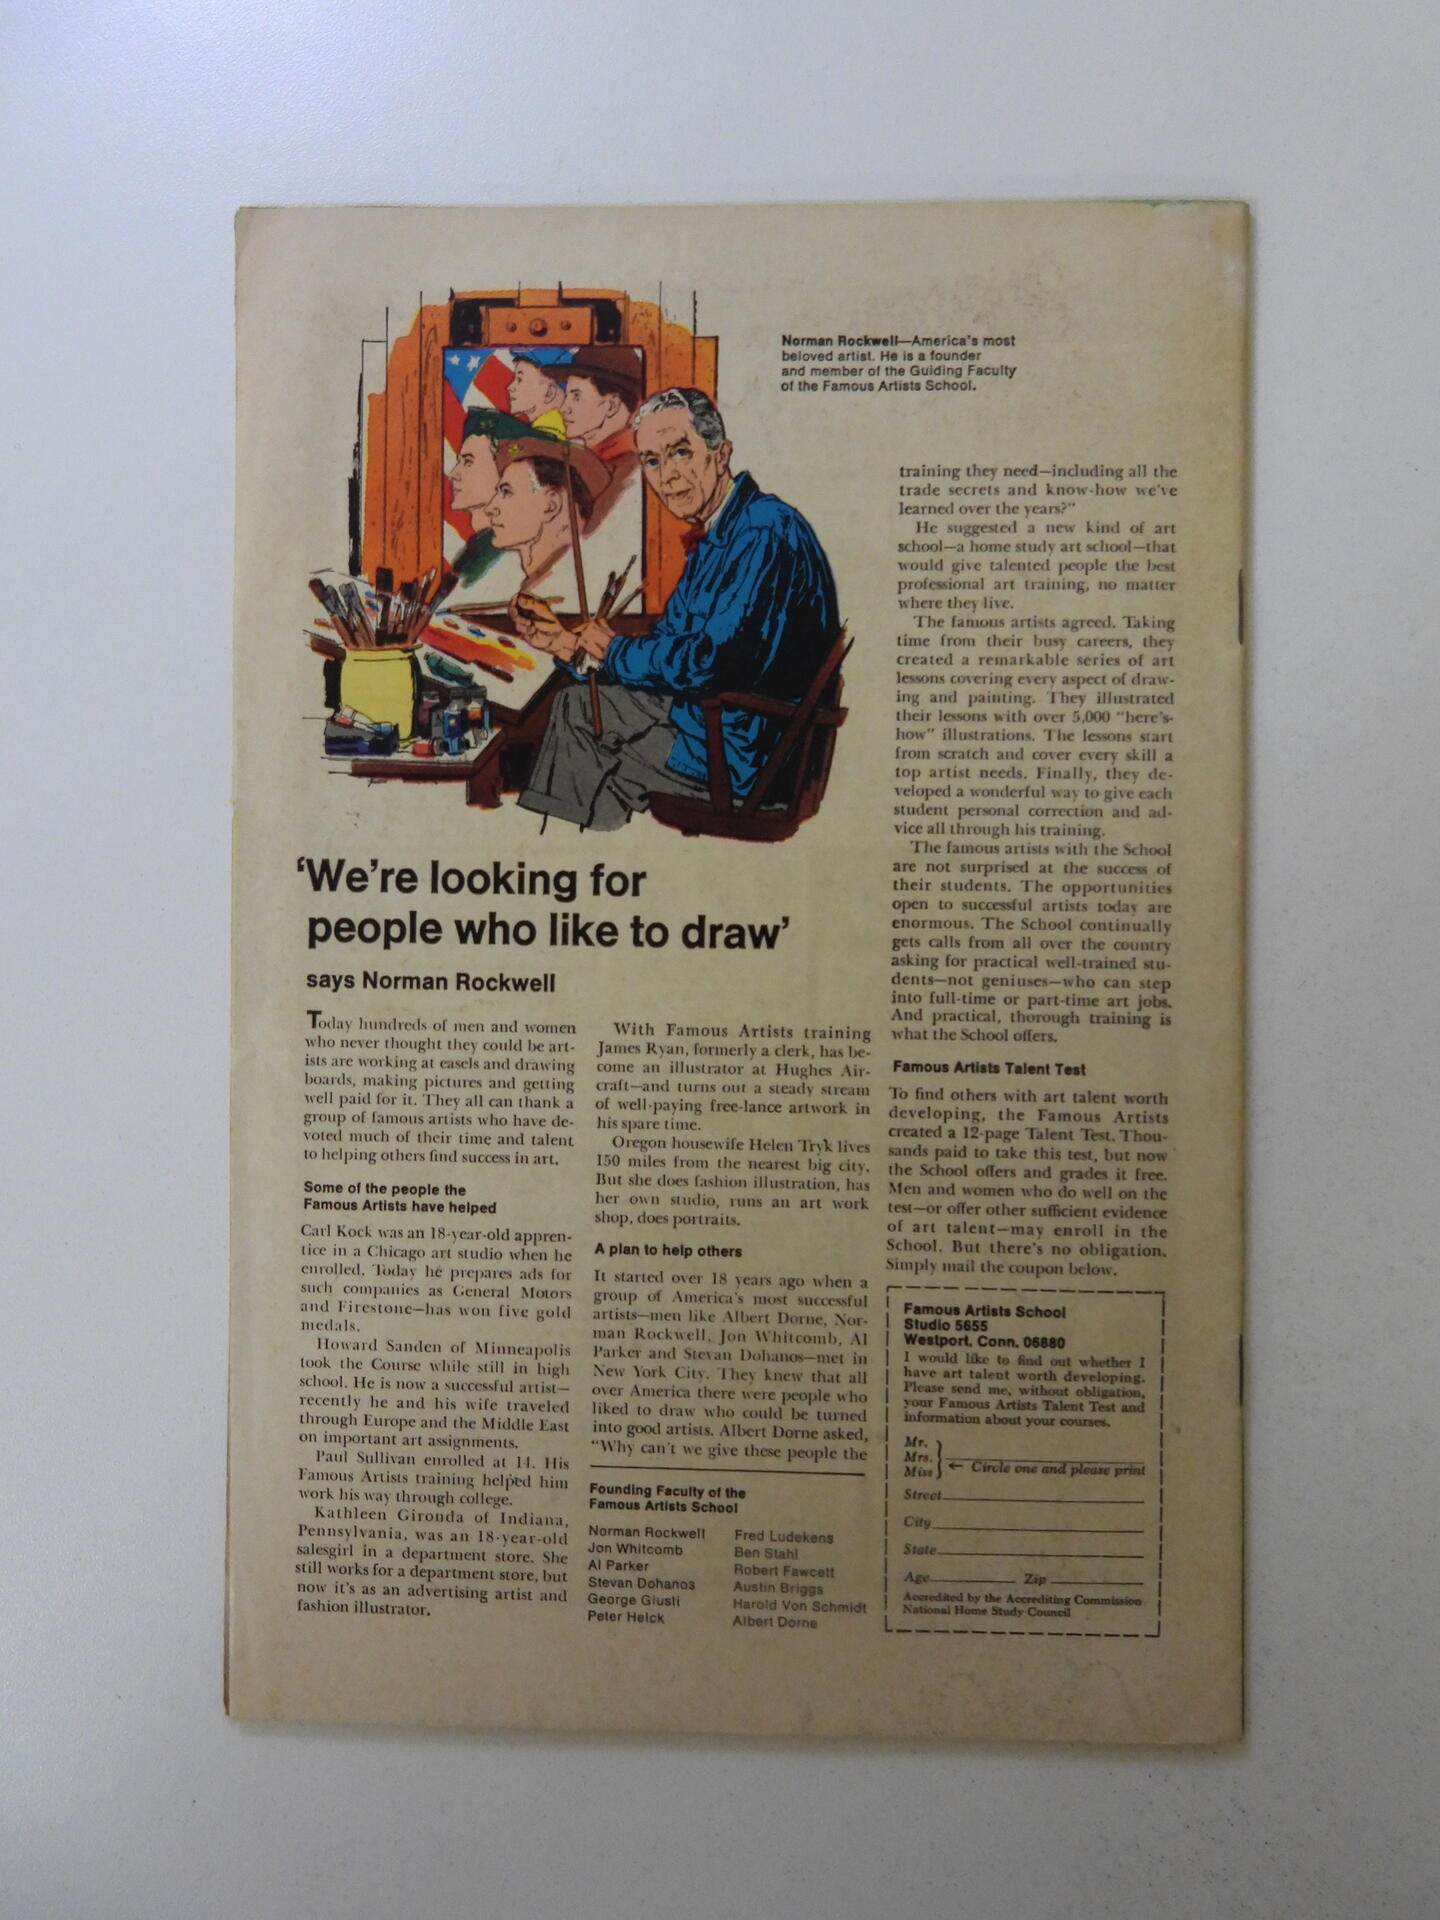 Norman Rockwell—America's most
beloved artist. He is a founder
and member of the Guiding Faculty
of the Famous Artists School.
'We're looking for
people who like to draw'
says Norman Rockwell
Today hundreds of men and women
who never thought they could be art-
ists are working at easels and drawing
boards, making pictures and getting
well paid for it. They all can thank a
group of famous artists who have de-
voted much of their time and talent
to helping others find success in art.
Some of the people the
Famous Artists have helped
Carl Kock was an 18-year-old appren-
tice in a Chicago art studio when he
enrolled. Today he prepares ads for
such companies as General Motors
and Firestone—has won five gold
medals.
Howard Sanden of Minneapolis
took the Course while still in high
school. He is now a successful artist—
recently he and his wife traveled
through Europe and the Middle East
on important art assignments.
Paul Sullivan enrolled at 14. His
Famous Artists training helped him
work his way through college.
Kathleen Gironda of Indiana,
Pennsylvania, was an 18-year-old
salesgirl in a department store. She
still works for a department store, but
now it's as an advertising artist and
fashion illustrator.
With Famous Artists training
James Ryan, formerly a clerk, has be-
come an illustrator at Hughes Air-
craft—and turns out a steady stream
of well-paying free-lance artwork in
his spare time.
Oregon housewife Helen Tryk lives
150 miles from the nearest big city.
But she does fashion illustration, has
her own studio, runs an art work
shop, does portraits.
A plan to help others
It started over 18 years ago when a
group of America's most successful
artists—men like Albert Dorne, Nor-
man Rockwell, Jon Whitcomb, Al
Parker and Stevan Dohanos—met in
New York City. They knew that all
over America there were people who
liked to draw who could be turned
into good artists. Albert Dorne asked,
"Why can't we give these people the
training they need—including all the
trade secrets and know-how we've
learned over the years?"
He suggested a new kind of art
school—a home study art school—that
would give talented people the best
professional art training, no matter
where they live.
The famous artists agreed. Taking
time from their busy careers, they
created a remarkable series of art
lessons covering every aspect of draw-
ing and painting. They illustrated
their lessons with over 5,000 "here's-
how" illustrations. The lessons start
from scratch and cover every skill a
top artist needs. Finally, they de-
veloped a wonderful way to give each
student personal correction and ad-
vice all through his training.
The famous artists with the School
are not surprised at the success of
their students. The opportunities
open to successful artists today are
enormous. The School continually
gets calls from all over the country
asking for practical well-trained stu-
dents—not geniuses—who can step
into full-time or part-time art jobs.
And practical, thorough training is
what the School offers.
Famous Artists Talent Test
To find others with art talent worth
developing, the Famous Artists
created a 12-page Talent Test. Thou-
sands paid to take this test, but now
the School offers and grades it free.
Men and women who do well on the
test—or offer other sufficient evidence
of art talent—may enroll in the
School. But there's no obligation.
Simply mail the coupon below.
Founding Faculty of the
Famous Artists School
Norman Rockwell
Jon Whitcomb
Al Parker
Stevan Dohanos
George Giusti
Peter Helck
Fred Ludekens
Ben Stahl
Robert Fawcett
Austin Briggs
Harold Von Schmidt
Albert Dorne
Famous Artists School
Studio 5655
Westport, Conn. 06880
I would like to find out whether I
have art talent worth developing.
Please send me, without obligation,
your Famous Artists Talent Test and
information about your courses.
Mr.
Mrs.
Miss ← Circle one and please print
Street
City
State
Age Zip
Accredited by the Accrediting Commission
National Home Study Council